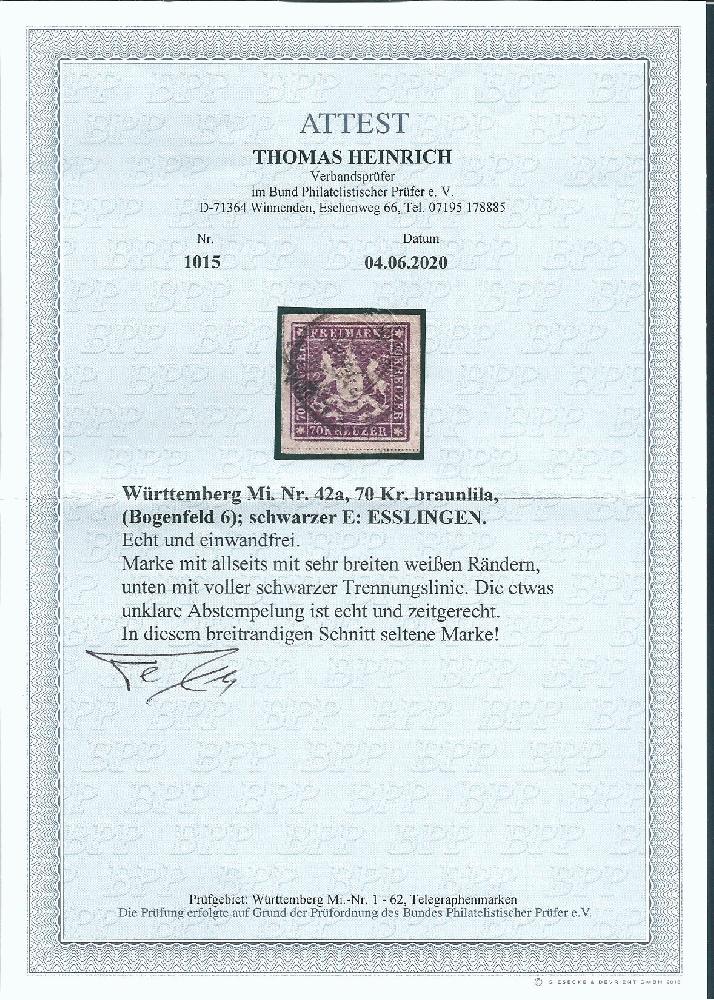 ATTEST
THOMAS HEINRICH
Verbandsprüfer
im Bund Philatelistischer Prüfer e. V.
D-71364 Winnenden, Eschenweg 66, Tel. 07195 178885
Nr. Datum
1015 04.06.2020
FREIMARKE
70 KREUZER
Württemberg Mi. Nr. 42a, 70 Kr. braunlila,
(Bogenfeld 6); schwarzer E: ESSLINGEN.
Echt und einwandfrei.
Marke mit allseits mit sehr breiten weißen Rändern,
unten mit voller schwarzer Trennungslinie. Die etwas
unklare Abstempelung ist echt und zeitgerecht.
In diesem breitrandigen Schnitt seltene Marke!
Prüfgebiet: Württemberg Mi.-Nr. 1 - 62, Telegraphenmarken
Die Prüfung erfolgte auf Grund der Prüfordnung des Bundes Philatelistischer Prüfer e.V.
GIESECKE & DEVRIENT GMBH